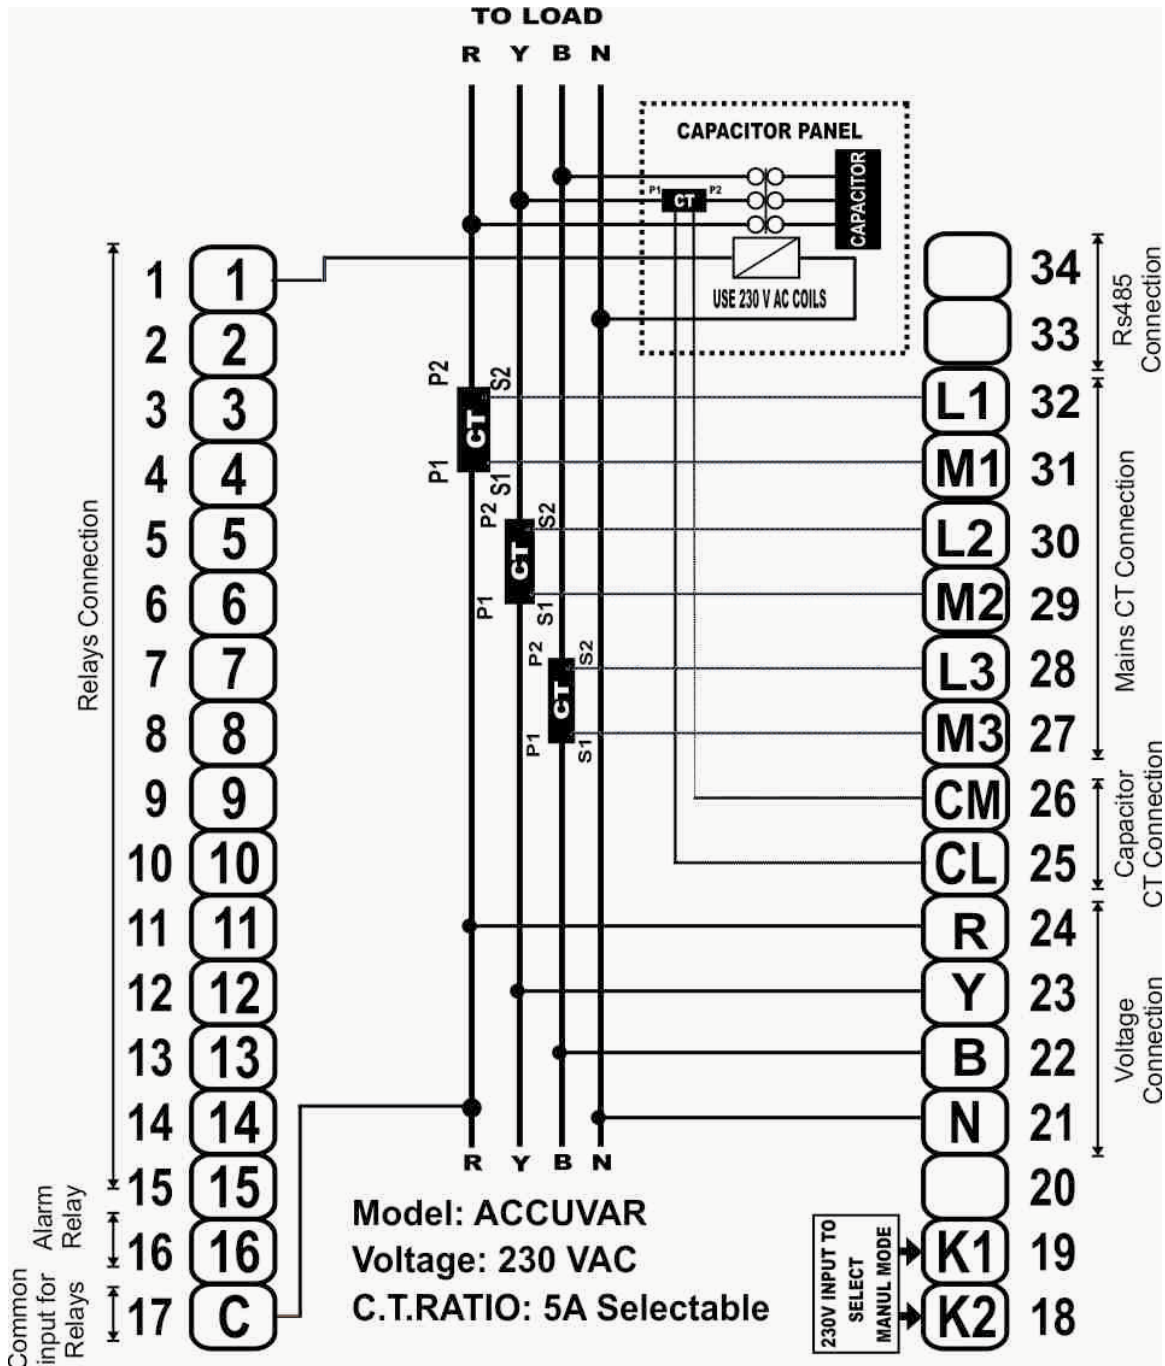 TO LOAD
R Y B N
CAPACITOR PANEL
P1 CT P2
CAPACITOR
USE 230 V AC COILS
1 1
2 2
3 3
4 4
5 5
6 6
7 7
8 8
9 9
10 10
11 11
12 12
13 13
14 14
15 15
16 16
17 C
Relays Connection
Alarm
Relay
Common
input for
Relays
P2 S2
CT
P1 S1
P2 S2
CT
P1 S1
P2 S2
CT
P1 S1
34
33
L1 32
M1 31
L2 30
M2 29
L3 28
M3 27
CM 26
CL 25
R 24
Y 23
B 22
N 21
20
K1 19
K2 18
Rs485
Connection
Mains CT Connection
Capacitor
CT Connection
Voltage
Connection
R Y B N
Model: ACCUVAR
Voltage: 230 VAC
C.T.RATIO: 5A Selectable
230V INPUT TO
SELECT
MANUL MODE